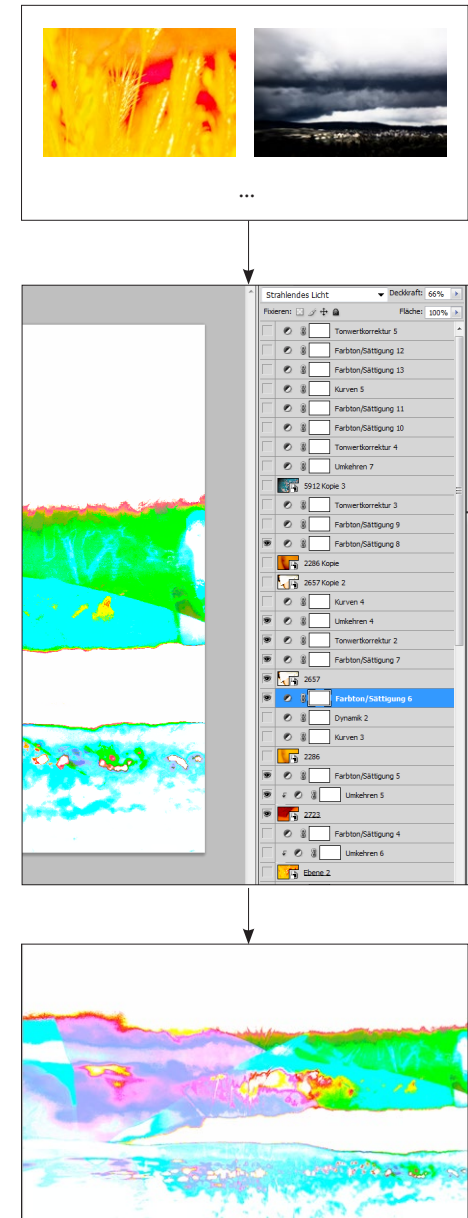 ...
Strahlendes Licht Deckkraft: 66%
Fixieren: Fläche: 100%
Tonwertkorrektur 5
Farbton/Sättigung 12
Farbton/Sättigung 13
Kurven 5
Farbton/Sättigung 11
Farbton/Sättigung 10
Tonwertkorrektur 4
Umkehren 7
5912 Kopie 3
Tonwertkorrektur 3
Farbton/Sättigung 9
Farbton/Sättigung 8
2286 Kopie
2657 Kopie 2
Kurven 4
Umkehren 4
Tonwertkorrektur 2
Farbton/Sättigung 7
2657
Farbton/Sättigung 6
Dynamik 2
Kurven 3
2286
Farbton/Sättigung 5
Umkehren 5
2723
Farbton/Sättigung 4
Umkehren 6
Ebene 2